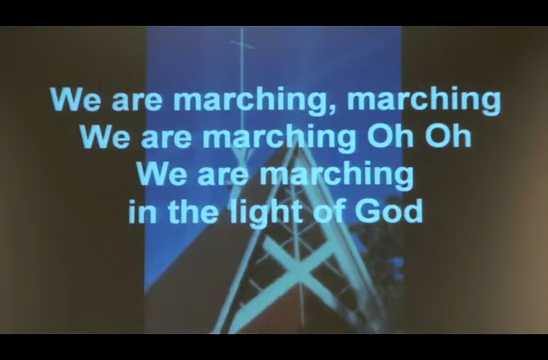 We are marching, marching
We are marching Oh Oh
We are marching
in the light of God